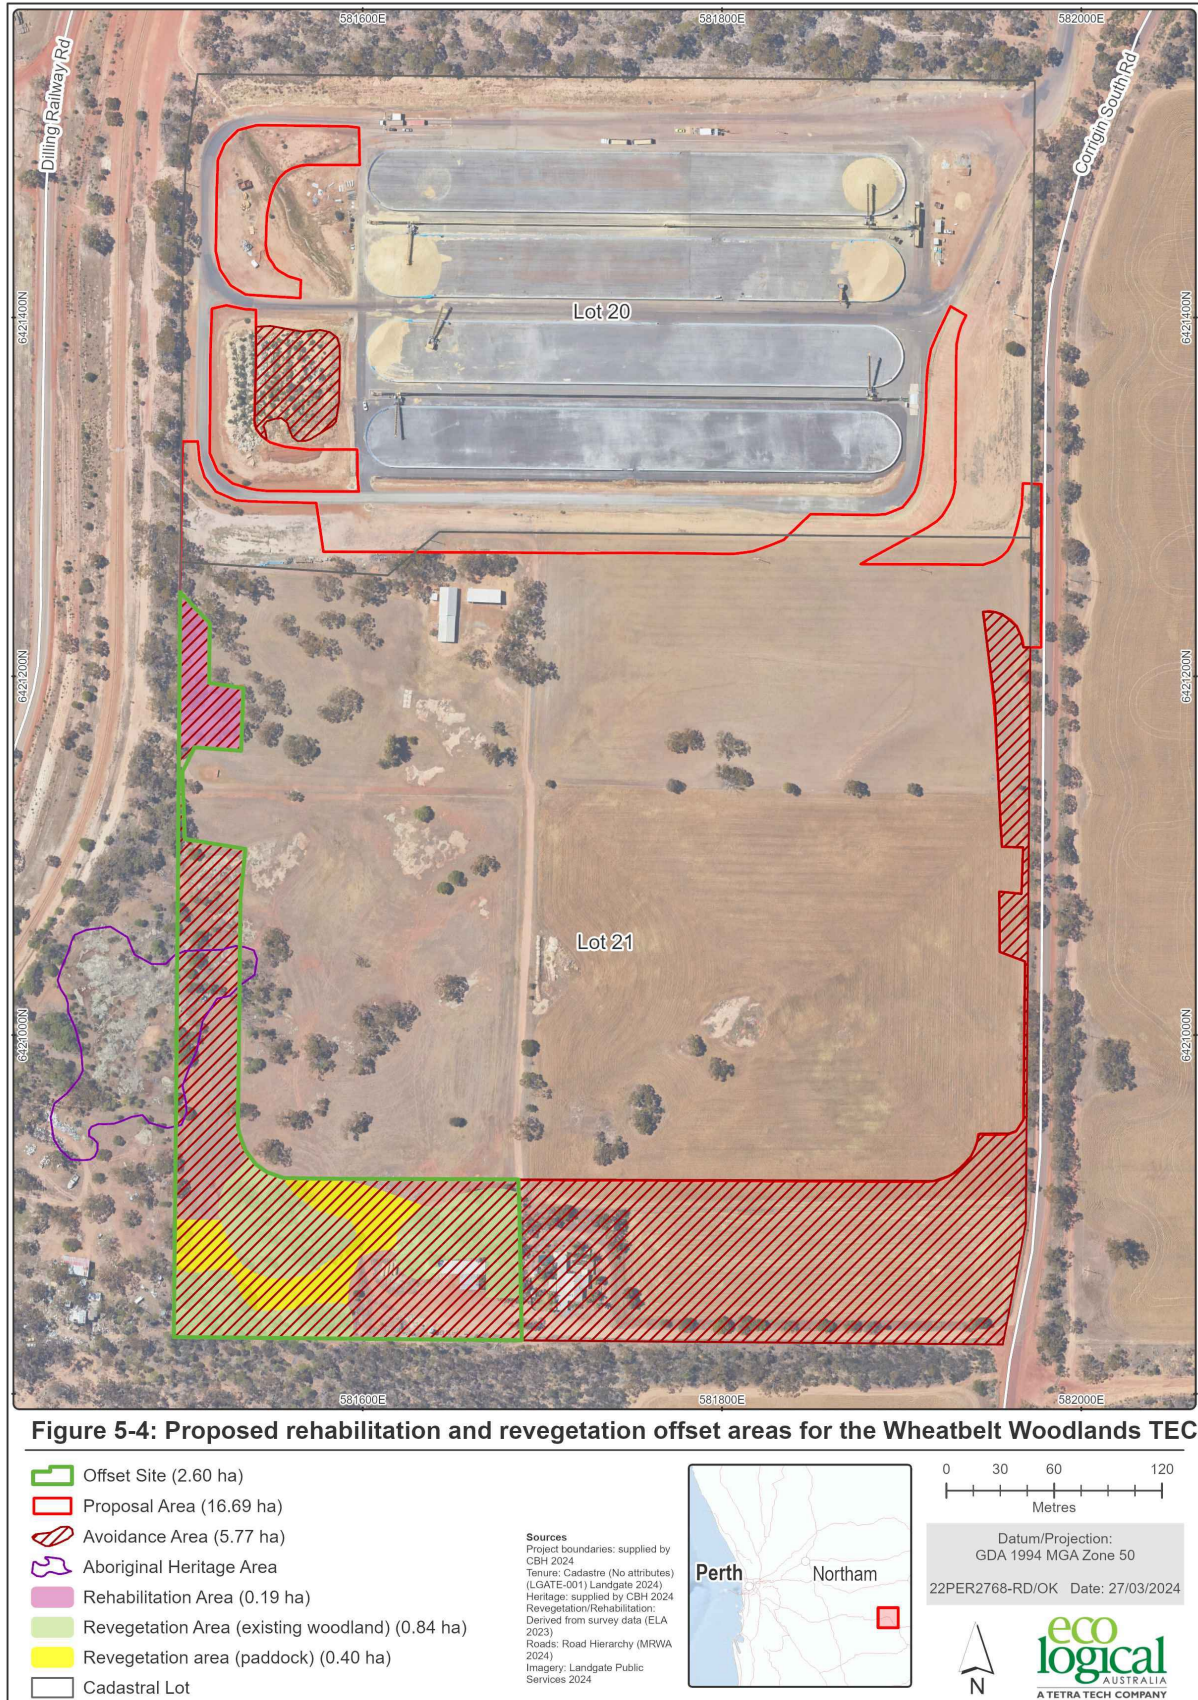 581600E
581800E
582000E
Dilling Railway Rd
Corrigin South Rd
6421400N
6421400N
Lot 20
6421200N
6421200N
Lot 21
6421000N
6421000N
581600E
581800E
582000E
Figure 5-4: Proposed rehabilitation and revegetation offset areas for the Wheatbelt Woodlands TEC
Offset Site (2.60 ha)
Proposal Area (16.69 ha)
Avoidance Area (5.77 ha)
Aboriginal Heritage Area
Rehabilitation Area (0.19 ha)
Revegetation Area (existing woodland) (0.84 ha)
Revegetation area (paddock) (0.40 ha)
Cadastral Lot
Sources
Project boundaries: supplied by
CBH 2024
Tenure: Cadastre (No attributes)
(LGATE-001) Landgate 2024)
Heritage: supplied by CBH 2024
Revegetation/Rehabilitation:
Derived from survey data (ELA
2023)
Roads: Road Hierarchy (MRWA
2024)
Imagery: Landgate Public
Services 2024
Perth
Northam
0 30 60 120
Metres
Datum/Projection:
GDA 1994 MGA Zone 50
22PER2768-RD/OK Date: 27/03/2024
N
eco
logical
AUSTRALIA
A TETRA TECH COMPANY